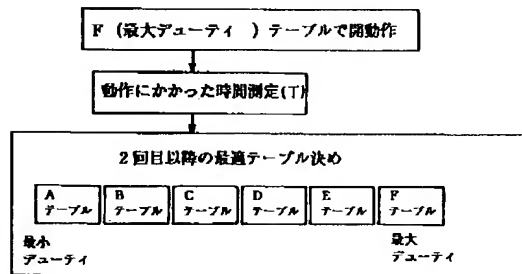 F (最大デューティ ) テーブルで開動作
動作にかかった時間測定(T)
2回目以降の最適テーブル決め
A B C D E F
テーブル テーブル テーブル テーブル テーブル テーブル
最小 最大
デューティ デューティ